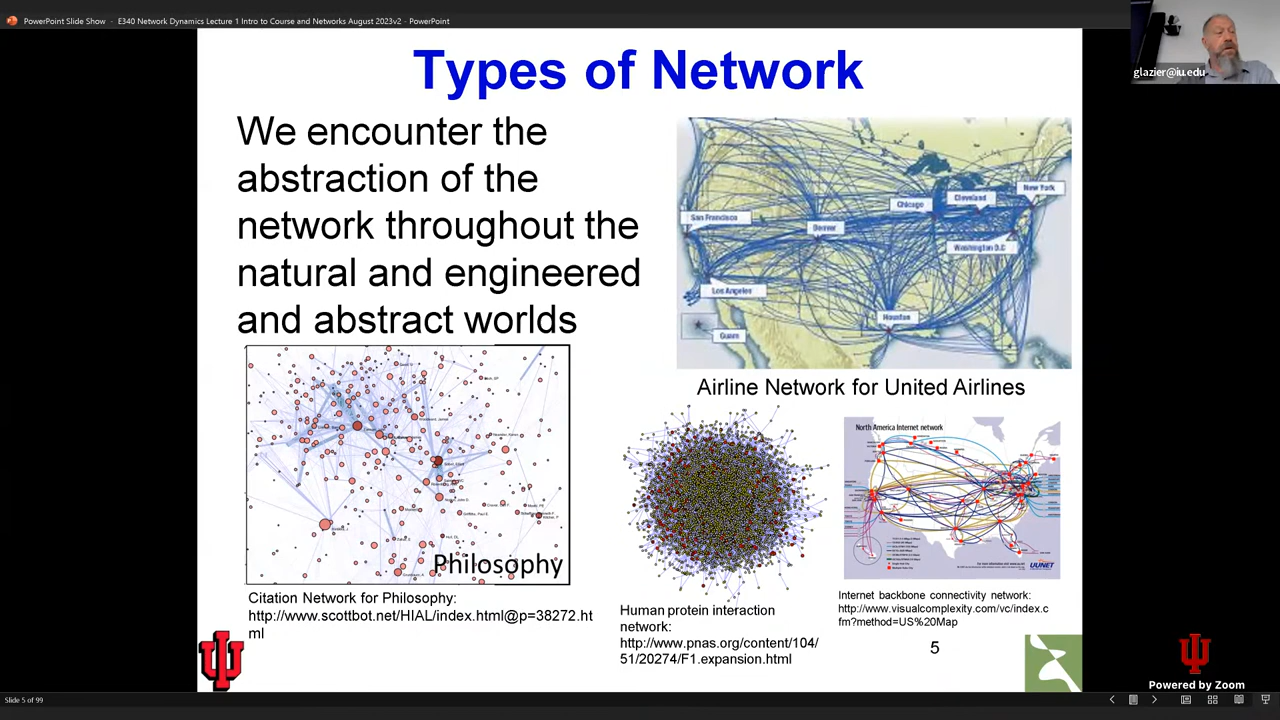 PowerPoint Slide Show - E340 Network Dynamics Lecture 1 Intro to Course and Networks August 2023v2 - PowerPoint
glazier@iu.edu
Types of Network
We encounter the
abstraction of the
network throughout the
natural and engineered
and abstract worlds
San Francisco
Los Angeles
Guam
Denver
Chicago
Cleveland
New York
Washington D.C
Houston
Airline Network for United Airlines
Philosophy
Citation Network for Philosophy:
http://www.scottbot.net/HIAL/index.html@p=38272.ht
ml
Human protein interaction
network:
http://www.pnas.org/content/104/
51/20274/F1.expansion.html
North America Internet network
UUNET
Internet backbone connectivity network:
http://www.visualcomplexity.com/vc/index.c
fm?method=US%20Map
5
Powered by Zoom
Slide 5 of 99